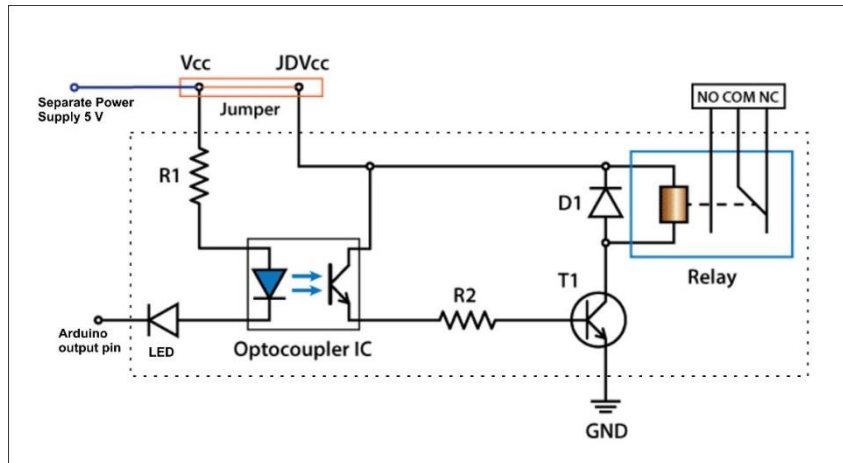 Vcc
JDVcc
Jumper
Separate Power
Supply 5 V
NO COM NC
R1
D1
Relay
T1
R2
Arduino
output pin
LED
Optocoupler IC
GND